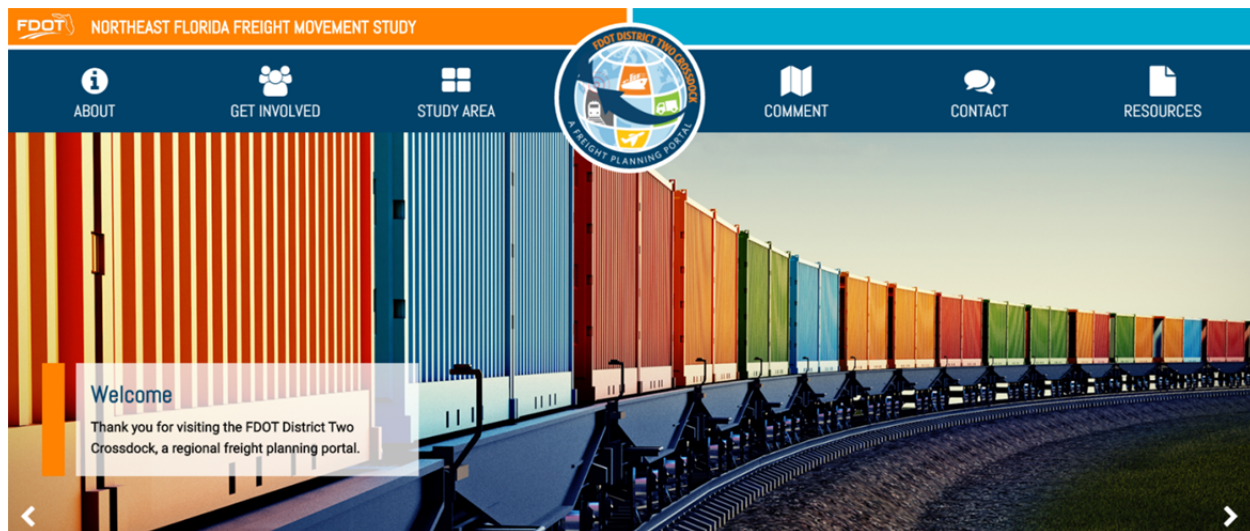 FDOT
NORTHEAST FLORIDA FREIGHT MOVEMENT STUDY
ABOUT
GET INVOLVED
STUDY AREA
FDOT DISTRICT TWO CROSSDOCK
A FREIGHT PLANNING PORTAL
COMMENT
CONTACT
RESOURCES
Welcome
Thank you for visiting the FDOT District Two
Crossdock, a regional freight planning portal.